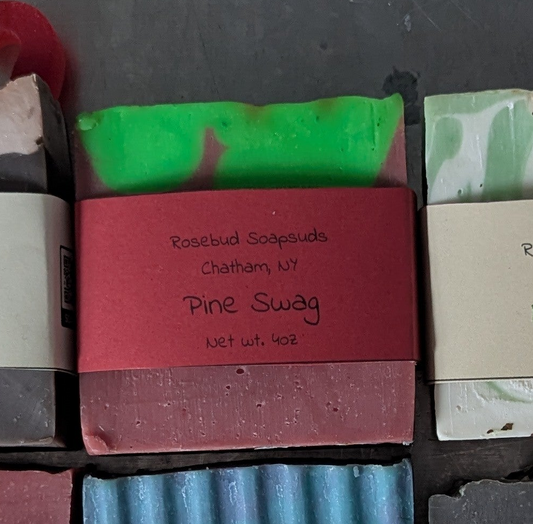 Rosebud Soapsuds
Chatham, NY
Pine Swag
Net wt. 4oz
R